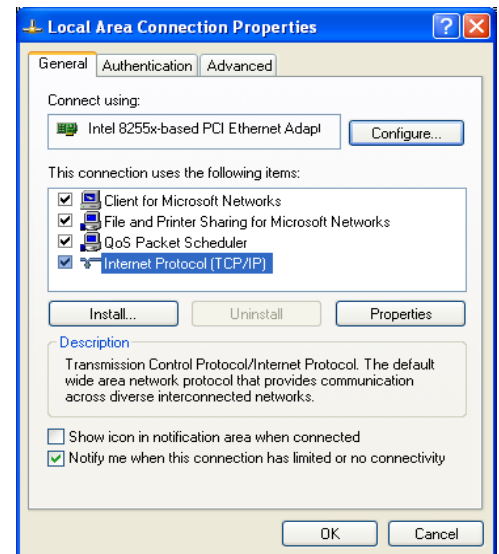 Local Area Connection Properties
General Authentication Advanced
Connect using:
Intel 8255x-based PCI Ethernet Adapl Configure...
This connection uses the following items:
Client for Microsoft Networks
File and Printer Sharing for Microsoft Networks
QoS Packet Scheduler
Internet Protocol (TCP/IP)
Install... Uninstall Properties
Description
Transmission Control Protocol/Internet Protocol. The default
wide area network protocol that provides communication
across diverse interconnected networks.
Show icon in notification area when connected
Notify me when this connection has limited or no connectivity
OK Cancel